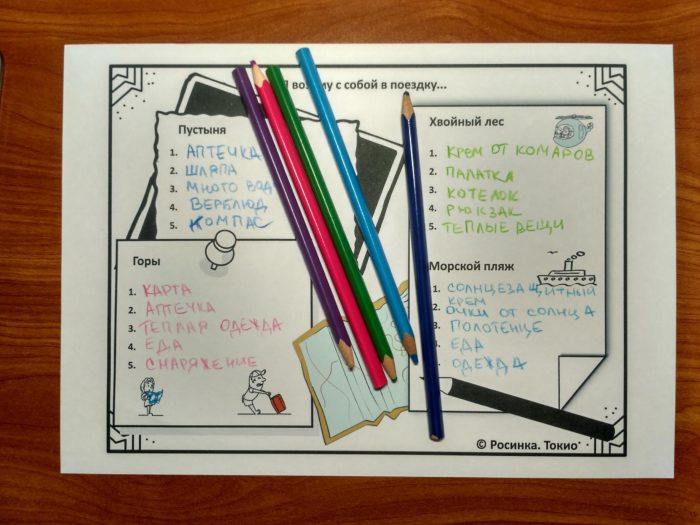 Я возьму с собой в поездку...
Пустыня
1. АПТЕЧКА
2. ШЛЯПА
3. МНОГО ВОД
4. ВЕРБЛЮД
5. КОМПАС
Хвойный лес
1. КРЕМ ОТ КОМАРОВ
2. ПАЛАТКА
3. КОТЕЛОК
4. РЮКЗАК
5. ТЕПЛЫЕ ВЕЩИ
Горы
1. КАРТА
2. АПТЕЧКА
3. ТЕПЛАЯ ОДЕЖДА
4. ЕДА
5. СНАРЯЖЕНИЕ
Морской пляж
1. СОЛНЦЕЗАЩИТНЫЙ
КРЕМ
2. ОЧКИ ОТ СОЛНЦА
3. ПОЛОТЕНЦЕ
4. ЕДА
5. ОДЕЖДА
© Росинка. Токио